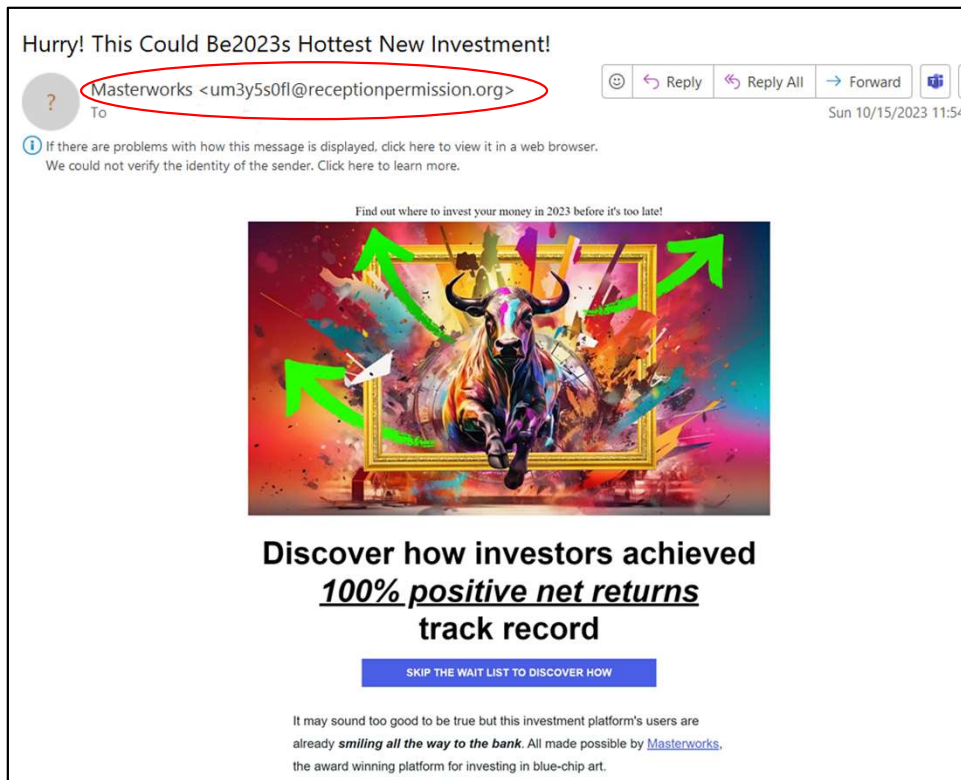 Hurry! This Could Be2023s Hottest New Investment!
Masterworks <um3y5s0fl@receptionpermission.org>
Reply
Reply All
Forward
?
To
Sun 10/15/2023 11:54
If there are problems with how this message is displayed, click here to view it in a web browser.
We could not verify the identity of the sender. Click here to learn more.
Find out where to invest your money in 2023 before it's too late!
Discover how investors achieved
100% positive net returns
track record
SKIP THE WAIT LIST TO DISCOVER HOW
It may sound too good to be true but this investment platform's users are
already smiling all the way to the bank. All made possible by Masterworks,
the award winning platform for investing in blue-chip art.